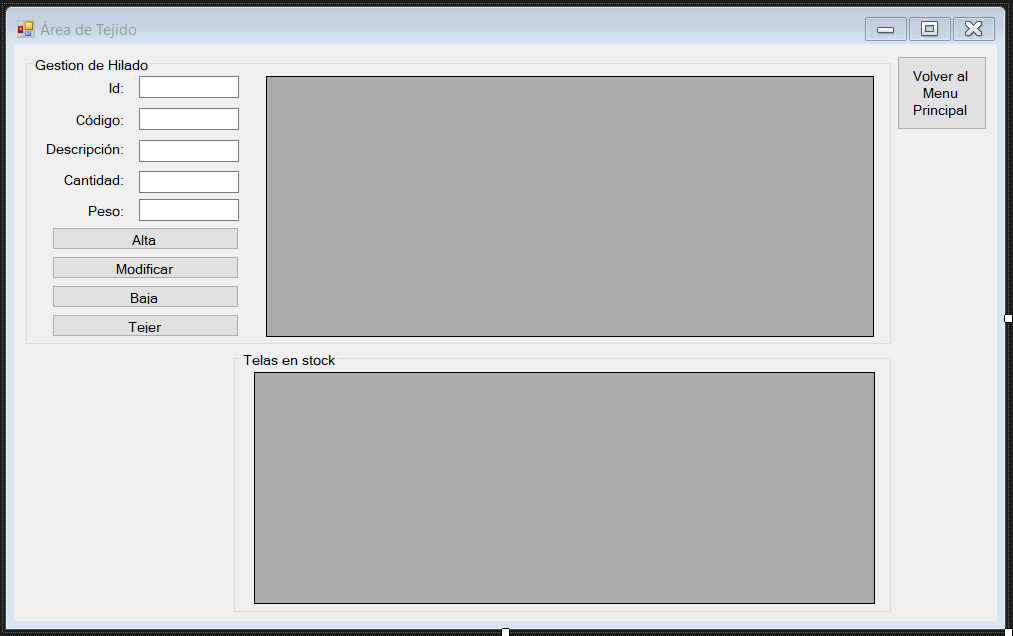 Área de Tejido
Gestion de Hilado
Id:
Código:
Descripción:
Cantidad:
Peso:
Alta
Modificar
Baja
Tejer
Volver al
Menu
Principal
Telas en stock